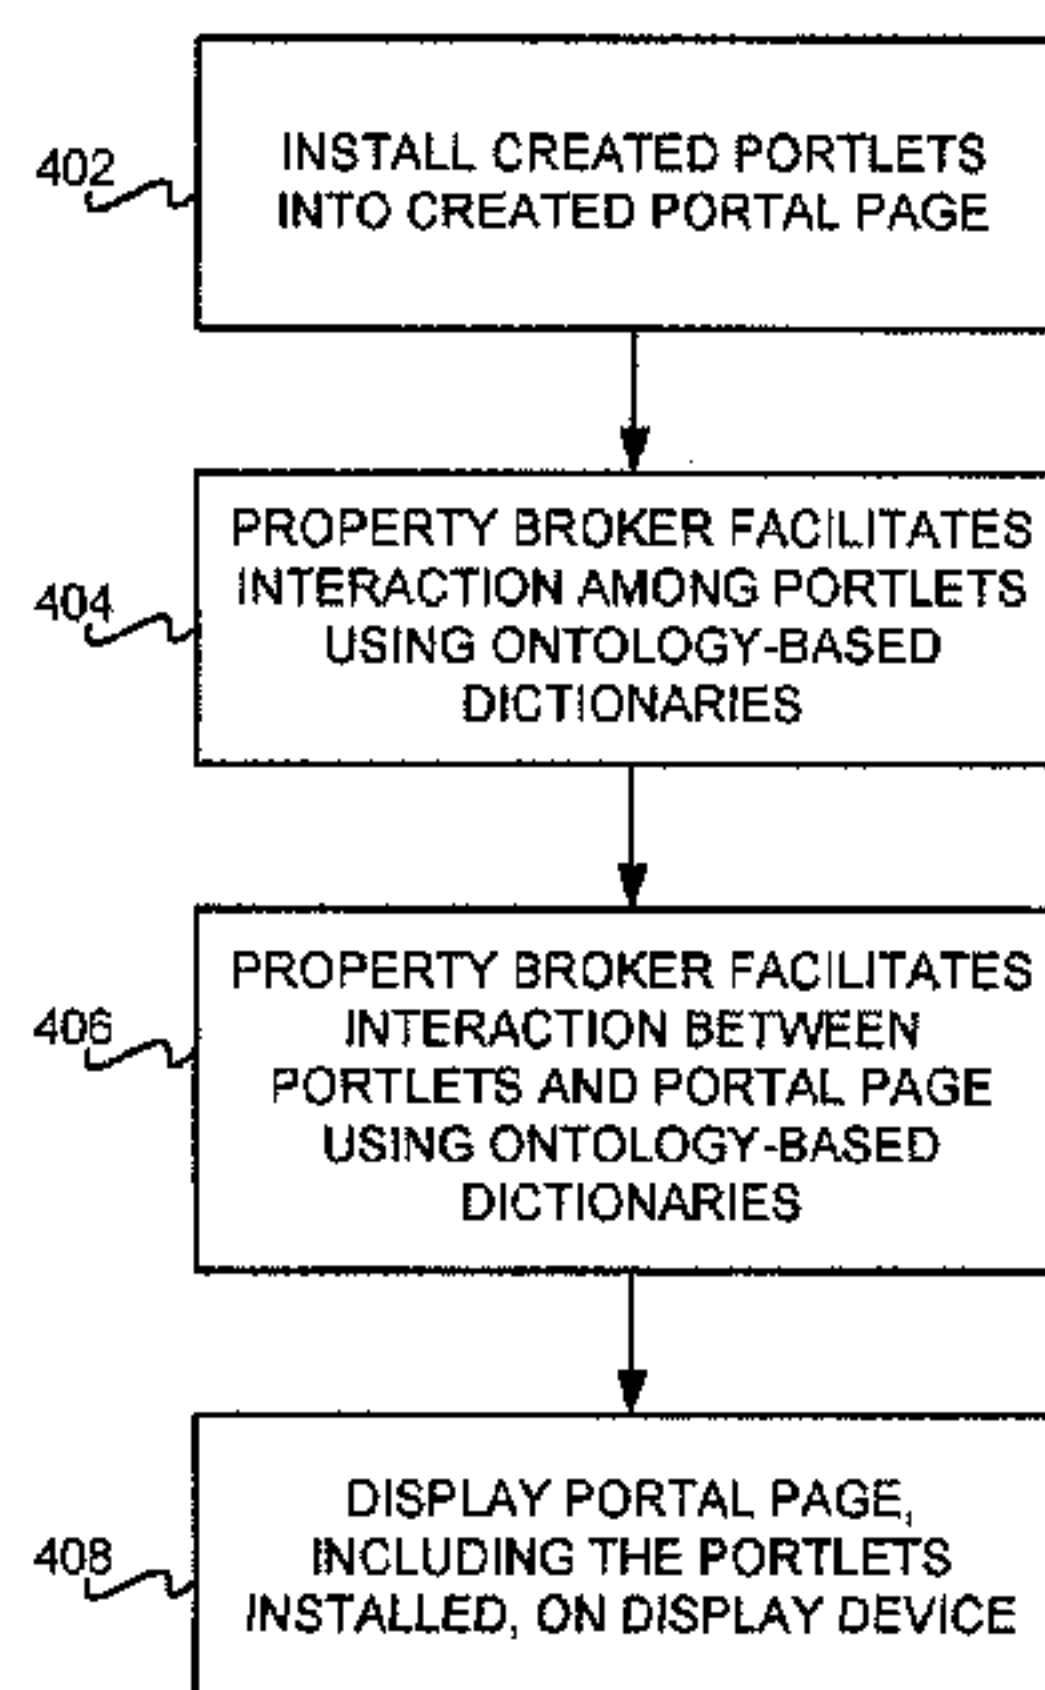 402
INSTALL CREATED PORTLETS
INTO CREATED PORTAL PAGE
404
PROPERTY BROKER FACILITATES
INTERACTION AMONG PORTLETS
USING ONTOLOGY-BASED
DICTIONARIES
406
PROPERTY BROKER FACILITATES
INTERACTION BETWEEN
PORTLETS AND PORTAL PAGE
USING ONTOLOGY-BASED
DICTIONARIES
408
DISPLAY PORTAL PAGE,
INCLUDING THE PORTLETS
INSTALLED, ON DISPLAY DEVICE